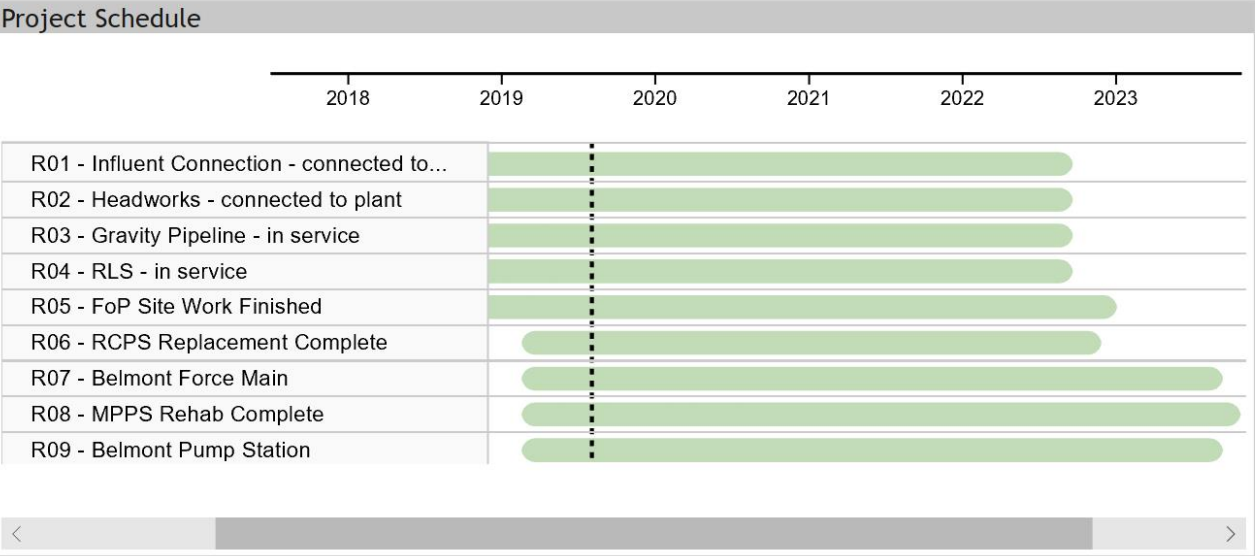 Project Schedule
2018 2019 2020 2021 2022 2023
R01 - Influent Connection - connected to...
R02 - Headworks - connected to plant
R03 - Gravity Pipeline - in service
R04 - RLS - in service
R05 - FoP Site Work Finished
R06 - RCPS Replacement Complete
R07 - Belmont Force Main
R08 - MPPS Rehab Complete
R09 - Belmont Pump Station